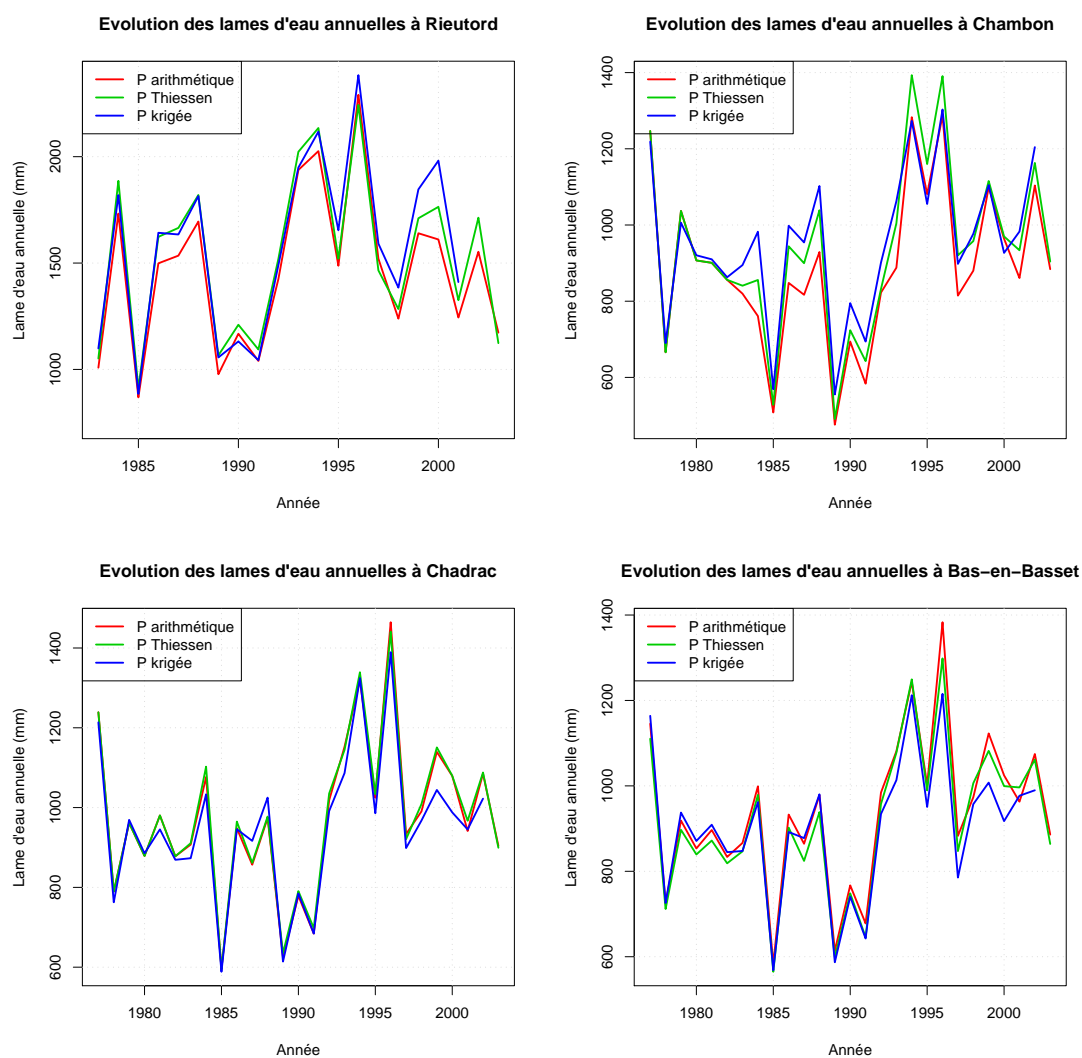 Evolution des lames d'eau annuelles à Rieutord
P arithmétique
P Thiessen
P krigée
Lame d'eau annuelle (mm)
2000
1500
1000
1985 1990 1995 2000
Année
Evolution des lames d'eau annuelles à Chambon
P arithmétique
P Thiessen
P krigée
Lame d'eau annuelle (mm)
1400
1200
1000
800
600
1980 1985 1990 1995 2000
Année
Evolution des lames d'eau annuelles à Chadrac
P arithmétique
P Thiessen
P krigée
Lame d'eau annuelle (mm)
1400
1200
1000
800
600
1980 1985 1990 1995 2000
Année
Evolution des lames d'eau annuelles à Bas−en−Basset
P arithmétique
P Thiessen
P krigée
Lame d'eau annuelle (mm)
1400
1200
1000
800
600
1980 1985 1990 1995 2000
Année